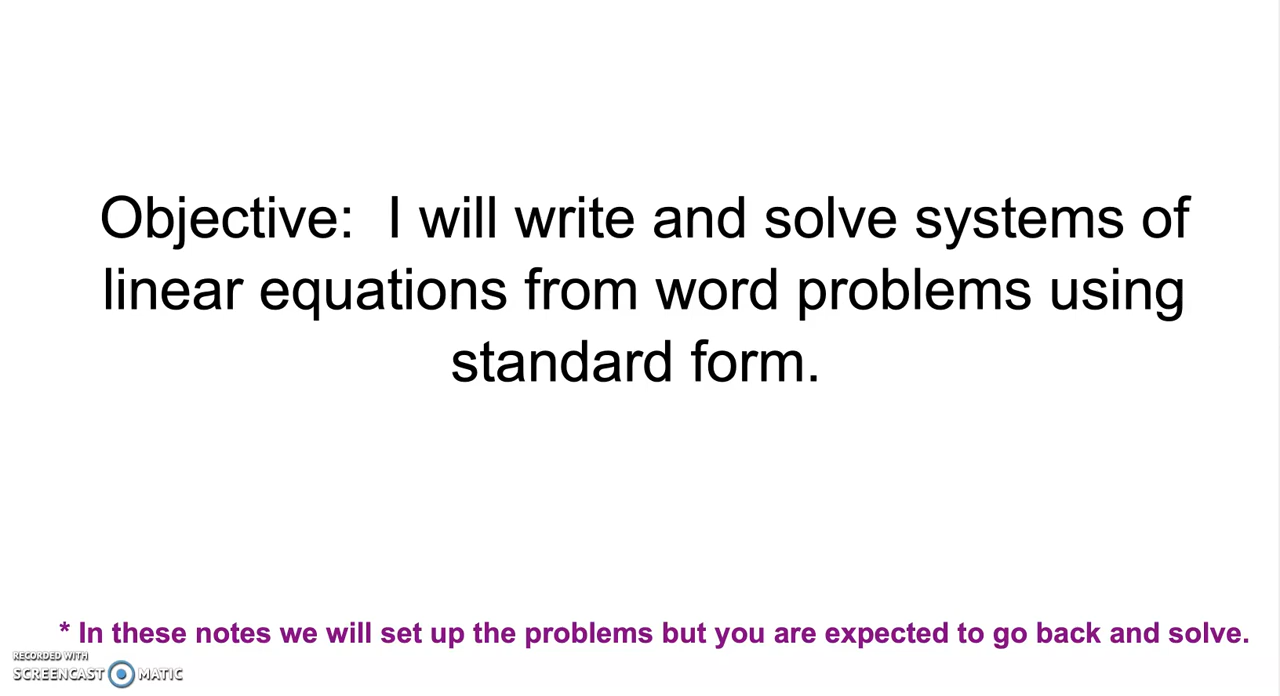 Objective:  I will write and solve systems of
linear equations from word problems using
standard form.
* In these notes we will set up the problems but you are expected to go back and solve.
RECORDED WITH
SCREENCAST MATIC